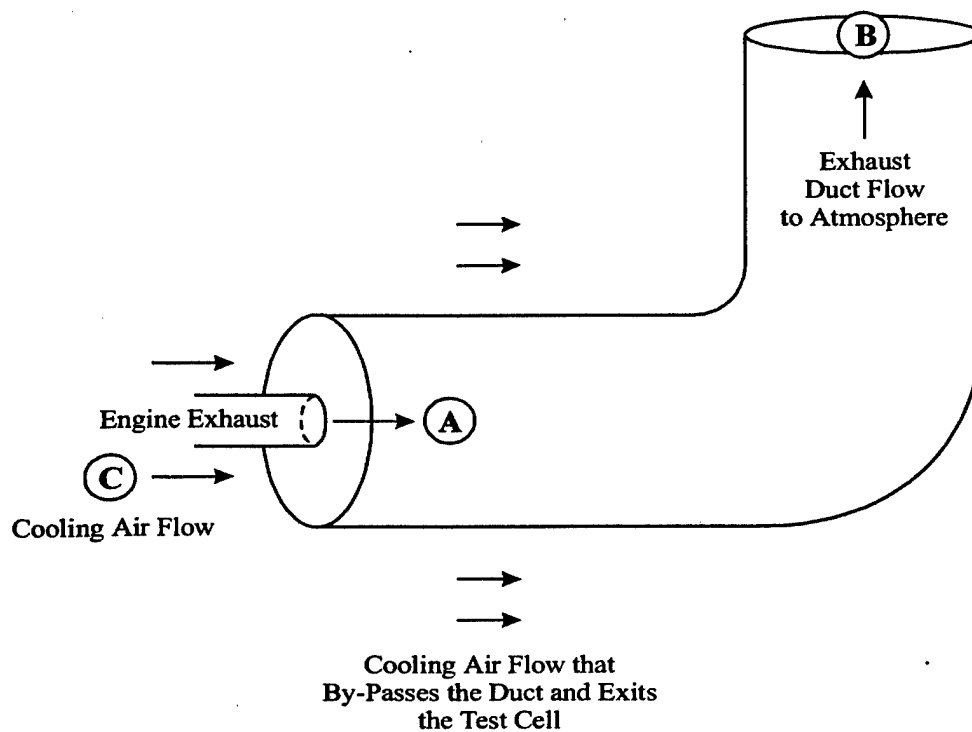 B
Exhaust
Duct Flow
to Atmosphere
Engine Exhaust
A
C
Cooling Air Flow
Cooling Air Flow that
By-Passes the Duct and Exits
the Test Cell